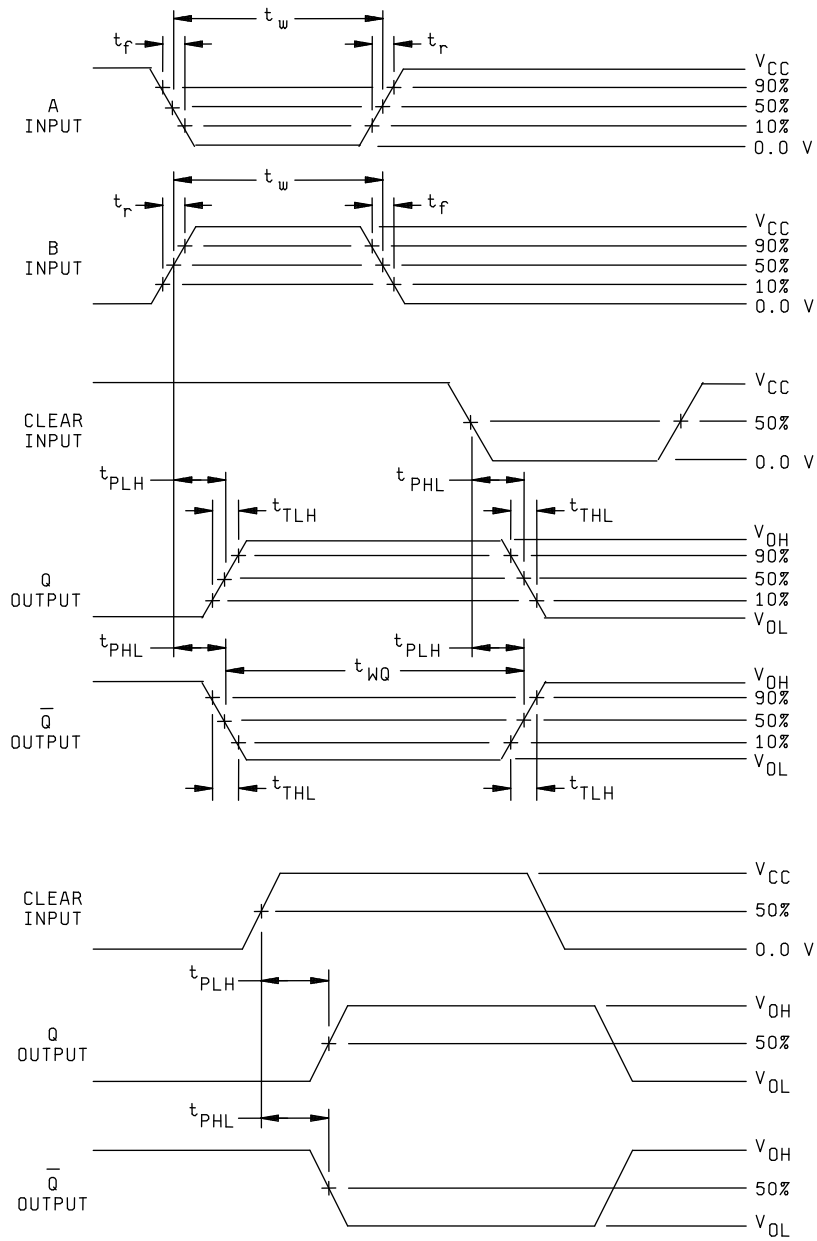 t_w
t_f t_r
V_CC
90%
A 50%
INPUT 10%
0.0 V
t_w
t_r t_f
V_CC
B 90%
INPUT 50%
10%
0.0 V
V_CC
CLEAR 50%
INPUT
0.0 V
t_PLH t_PHL
t_TLH t_THL
V_OH
90%
Q 50%
OUTPUT 10%
V_OL
t_PHL t_PLH
t_WQ
V_OH
90%
Q̅ 50%
OUTPUT 10%
V_OL
t_THL t_TLH
V_CC
CLEAR
INPUT 50%
0.0 V
t_PLH
V_OH
Q 50%
OUTPUT
V_OL
t_PHL
V_OH
Q̅ 50%
OUTPUT
V_OL